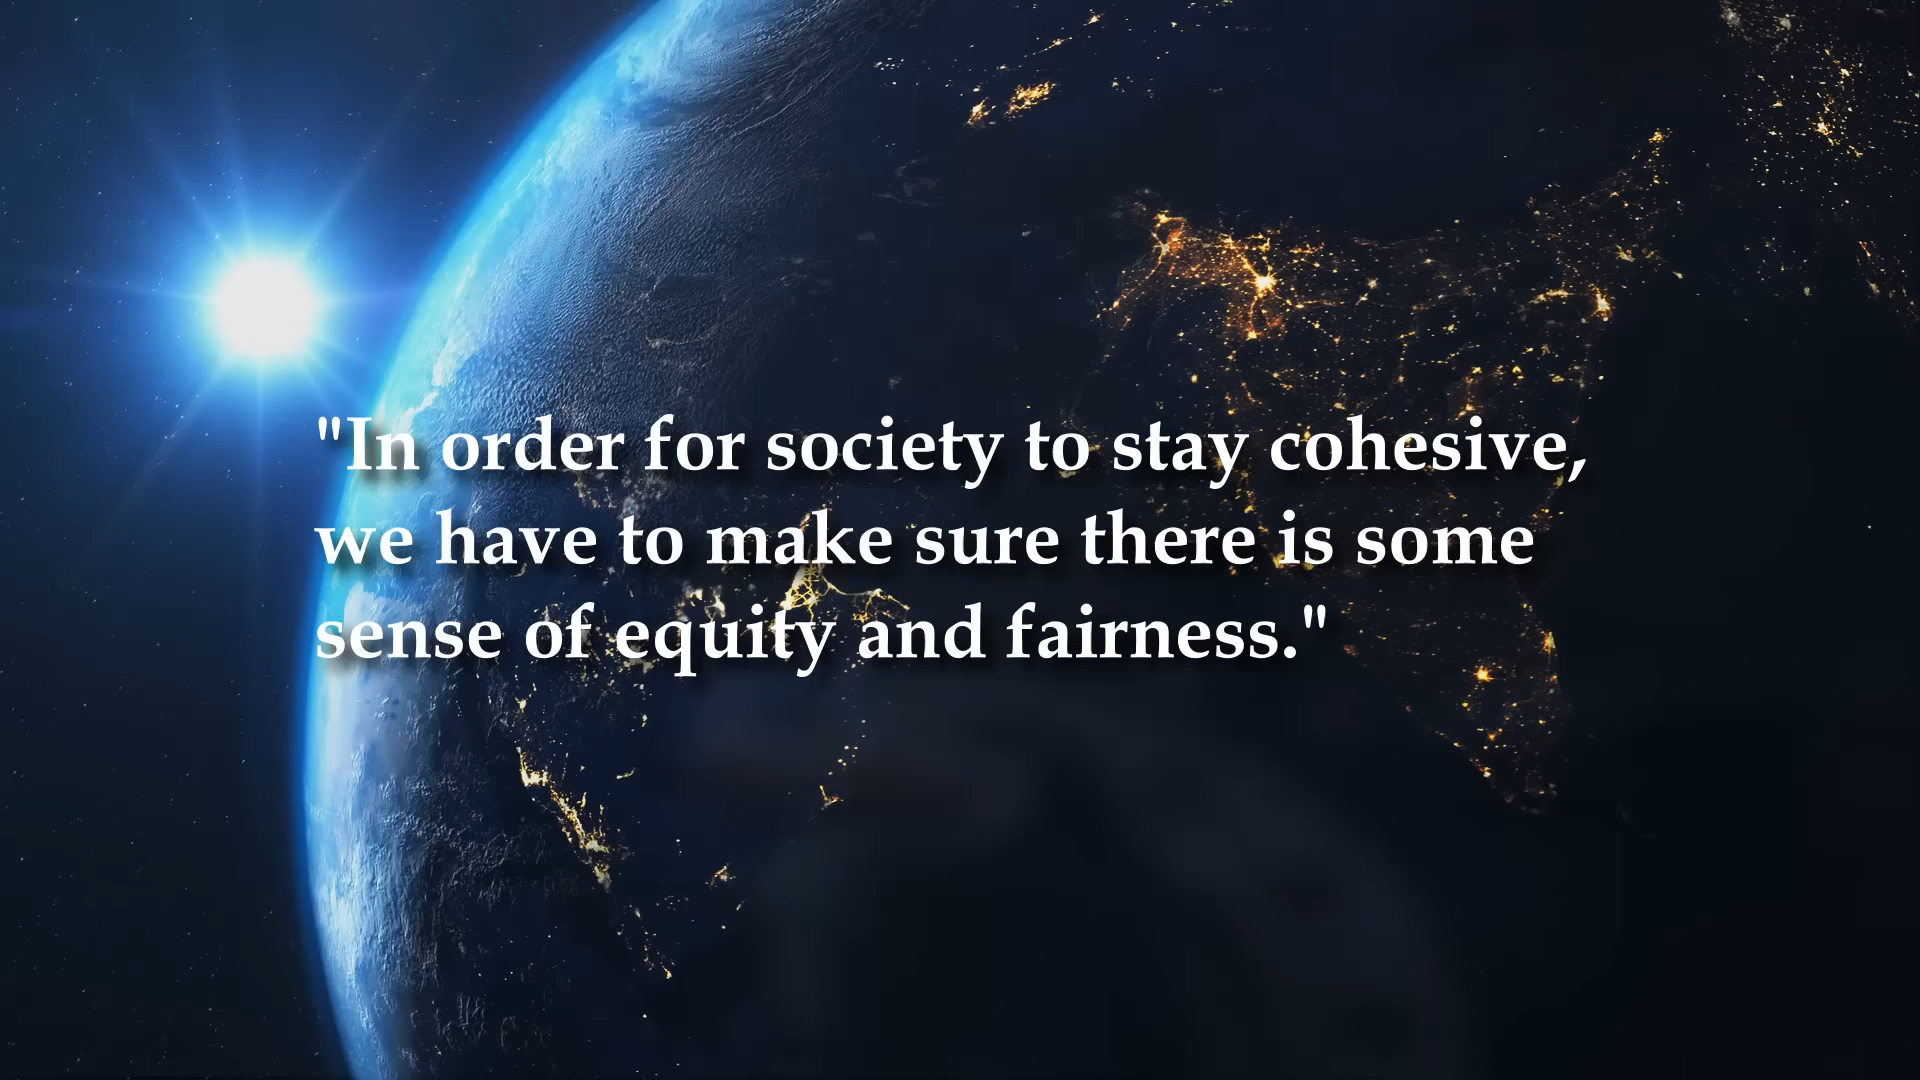 "In order for society to stay cohesive,
we have to make sure there is some
sense of equity and fairness."